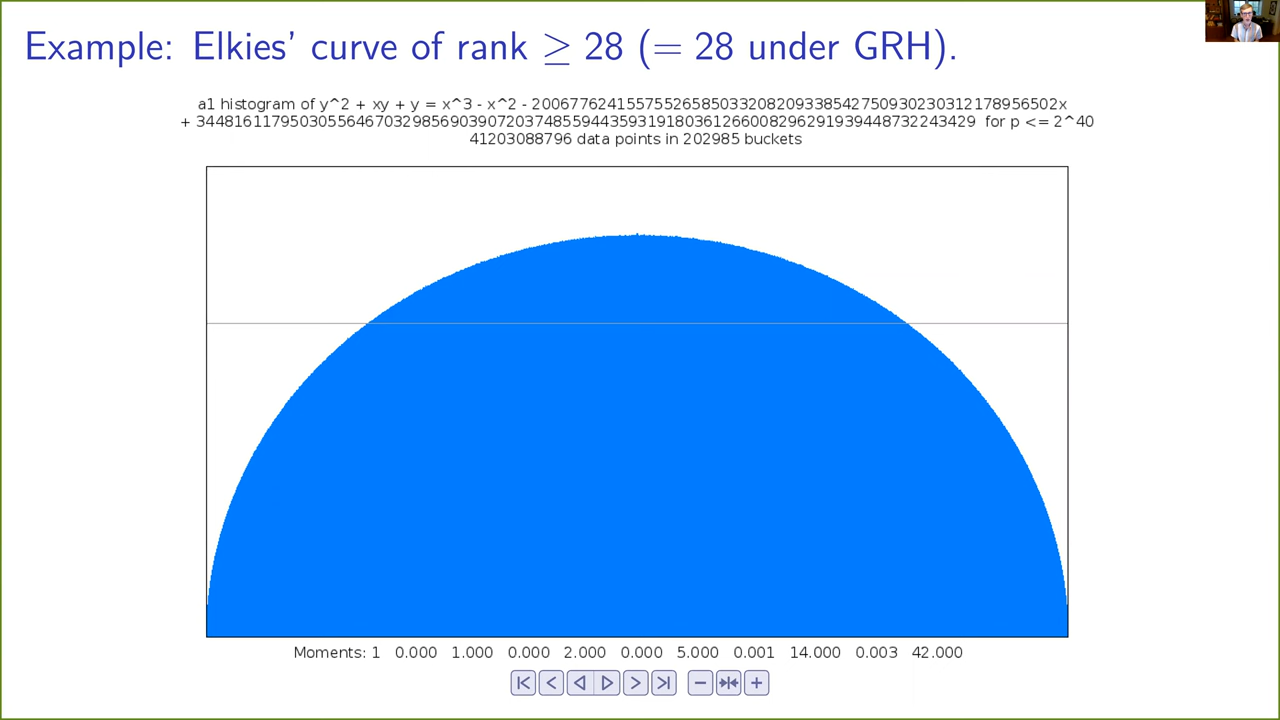 Example: Elkies' curve of rank ≥ 28 (= 28 under GRH).
a1 histogram of y^2 + xy + y = x^3 - x^2 - 20067762415575526585033208209338542750930230312178956502x
+ 34481611795030556467032985690390720374855944359319180361266008296291939448732243429 for p <= 2^40
41203088796 data points in 202985 buckets
Moments: 1 0.000 1.000 0.000 2.000 0.000 5.000 0.001 14.000 0.003 42.000